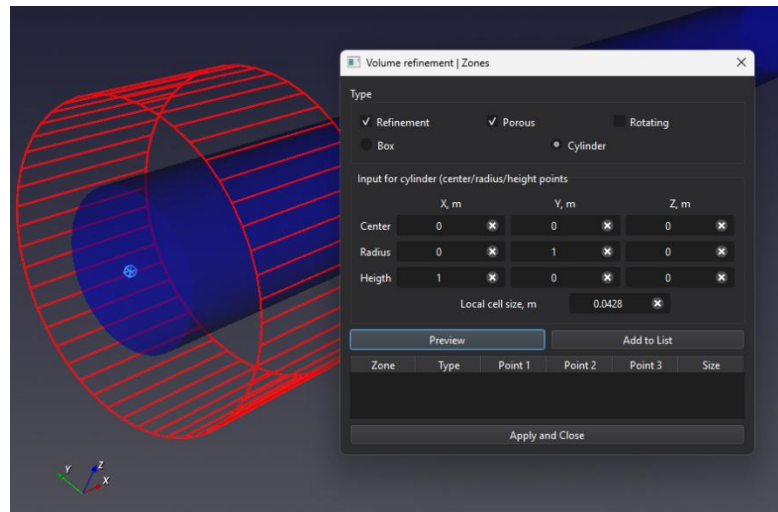 Volume refinement | Zones
Type
Refinement Porous Rotating
Box Cylinder
Input for cylinder (center/radius/height points
X, m Y, m Z, m
Center 0 0 0
Radius 0 1 0
Heigth 1 0 0
Local cell size, m 0.0428
Preview Add to List
Zone Type Point 1 Point 2 Point 3 Size
Apply and Close
Y Z X